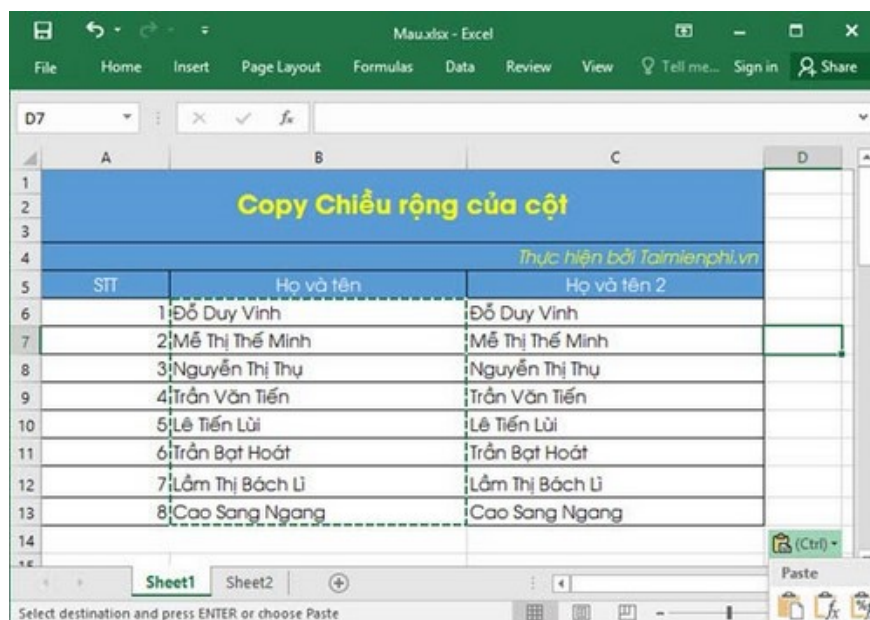 Mau.xlsx - Excel
File Home Insert Page Layout Formulas Data Review View Tell me... Sign in Share
D7 fx
A B C D
1
2 Copy Chiều rộng của cột
3
4 Thực hiện bởi Taimienphi.vn
5 STT Họ và tên Họ và tên 2
6 1 Đỗ Duy Vinh Đỗ Duy Vinh
7 2 Mễ Thị Thế Minh Mễ Thị Thế Minh
8 3 Nguyễn Thị Thụ Nguyễn Thị Thụ
9 4 Trần Văn Tiến Trần Văn Tiến
10 5 Lê Tiến Lùi Lê Tiến Lùi
11 6 Trần Bạt Hoát Trần Bạt Hoát
12 7 Lầm Thị Bách Lì Lầm Thị Bách Lì
13 8 Cao Sang Ngang Cao Sang Ngang
14 (Ctrl)
Sheet1 Sheet2 Paste
Select destination and press ENTER or choose Paste